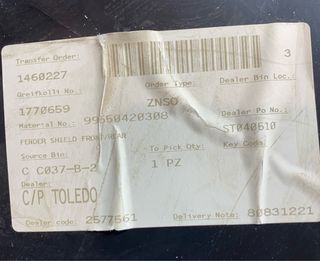 Transfer Order:
3
1460227
Order Type:
Dealer Bin Loc.:
Greifkolli No.:
ZNSO
1770659
Dealer Po No.:
Material No.: 99550420308
ST040510
FENDER SHIELD FRONT/REAR
To Pick Qty:
Key Code:
Source Bin:
1 PZ
C C037-B-2
Dealer:
C/P TOLEDO
Dealer code: 2577561
Delivery Note: 80831221